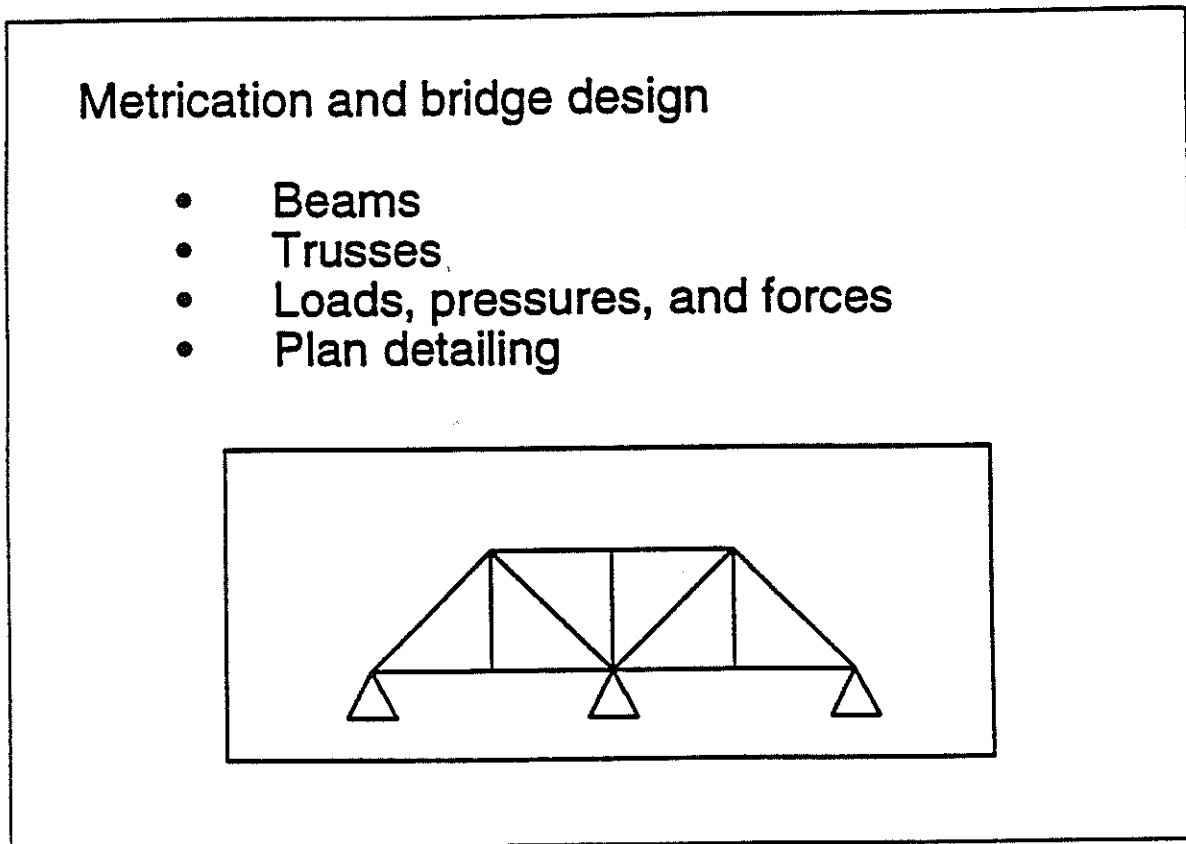 Metrication and bridge design
• Beams
• Trusses
• Loads, pressures, and forces
• Plan detailing